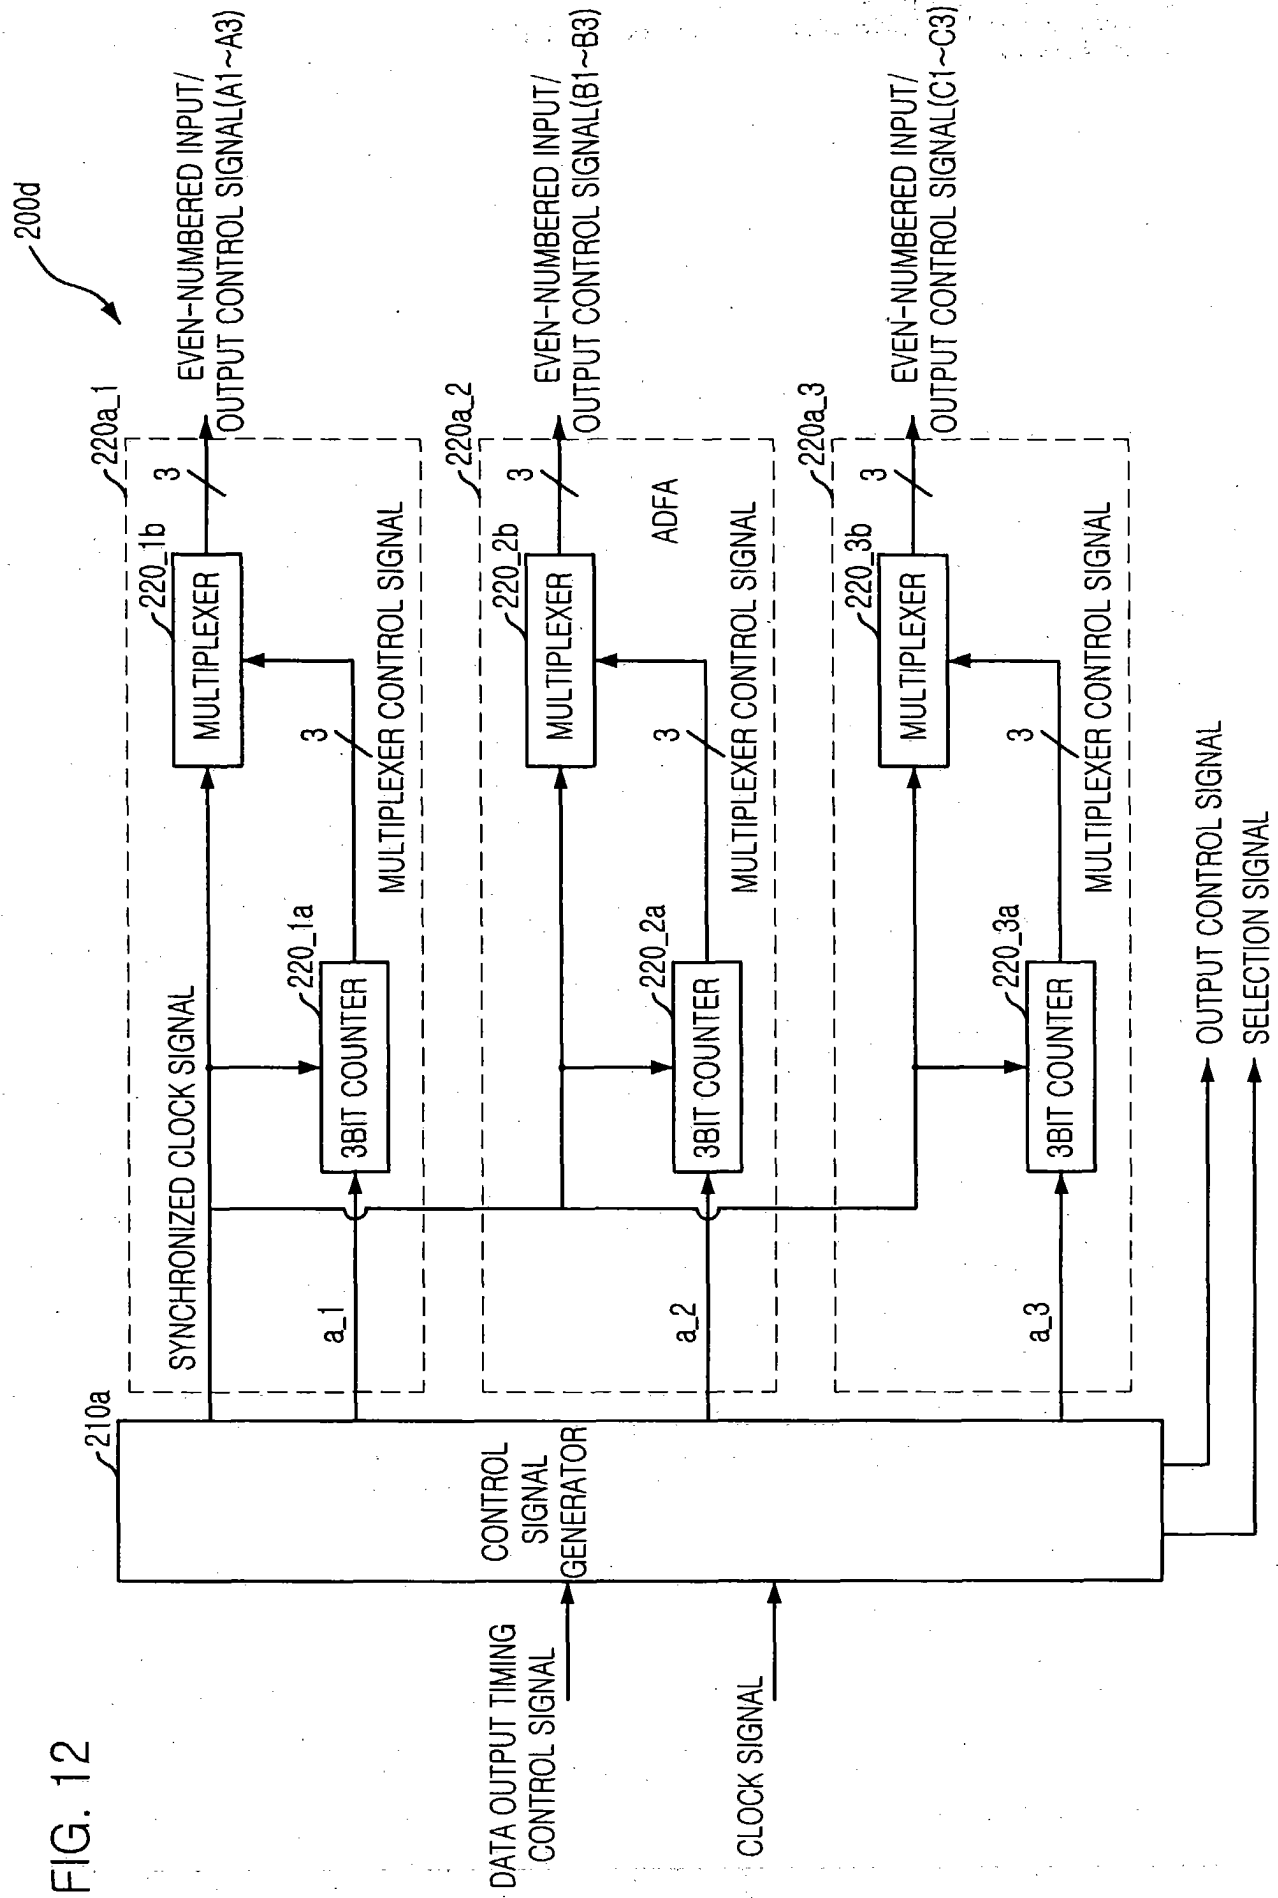 FIG. 12
200d
DATA OUTPUT TIMING
CONTROL SIGNAL
CLOCK SIGNAL
210a
CONTROL
SIGNAL
GENERATOR
220a_1
SYNCHRONIZED CLOCK SIGNAL
a_1
220_1a
3BIT COUNTER
3
MULTIPLEXER CONTROL SIGNAL
220_1b
MULTIPLEXER
3
EVEN-NUMBERED INPUT/
OUTPUT CONTROL SIGNAL(A1~A3)
220a_2
a_2
220_2a
3BIT COUNTER
3
MULTIPLEXER CONTROL SIGNAL
220_2b
MULTIPLEXER
3
ADFA
EVEN-NUMBERED INPUT/
OUTPUT CONTROL SIGNAL(B1~B3)
220a_3
a_3
220_3a
3BIT COUNTER
3
MULTIPLEXER CONTROL SIGNAL
220_3b
MULTIPLEXER
3
EVEN-NUMBERED INPUT/
OUTPUT CONTROL SIGNAL(C1~C3)
OUTPUT CONTROL SIGNAL
SELECTION SIGNAL